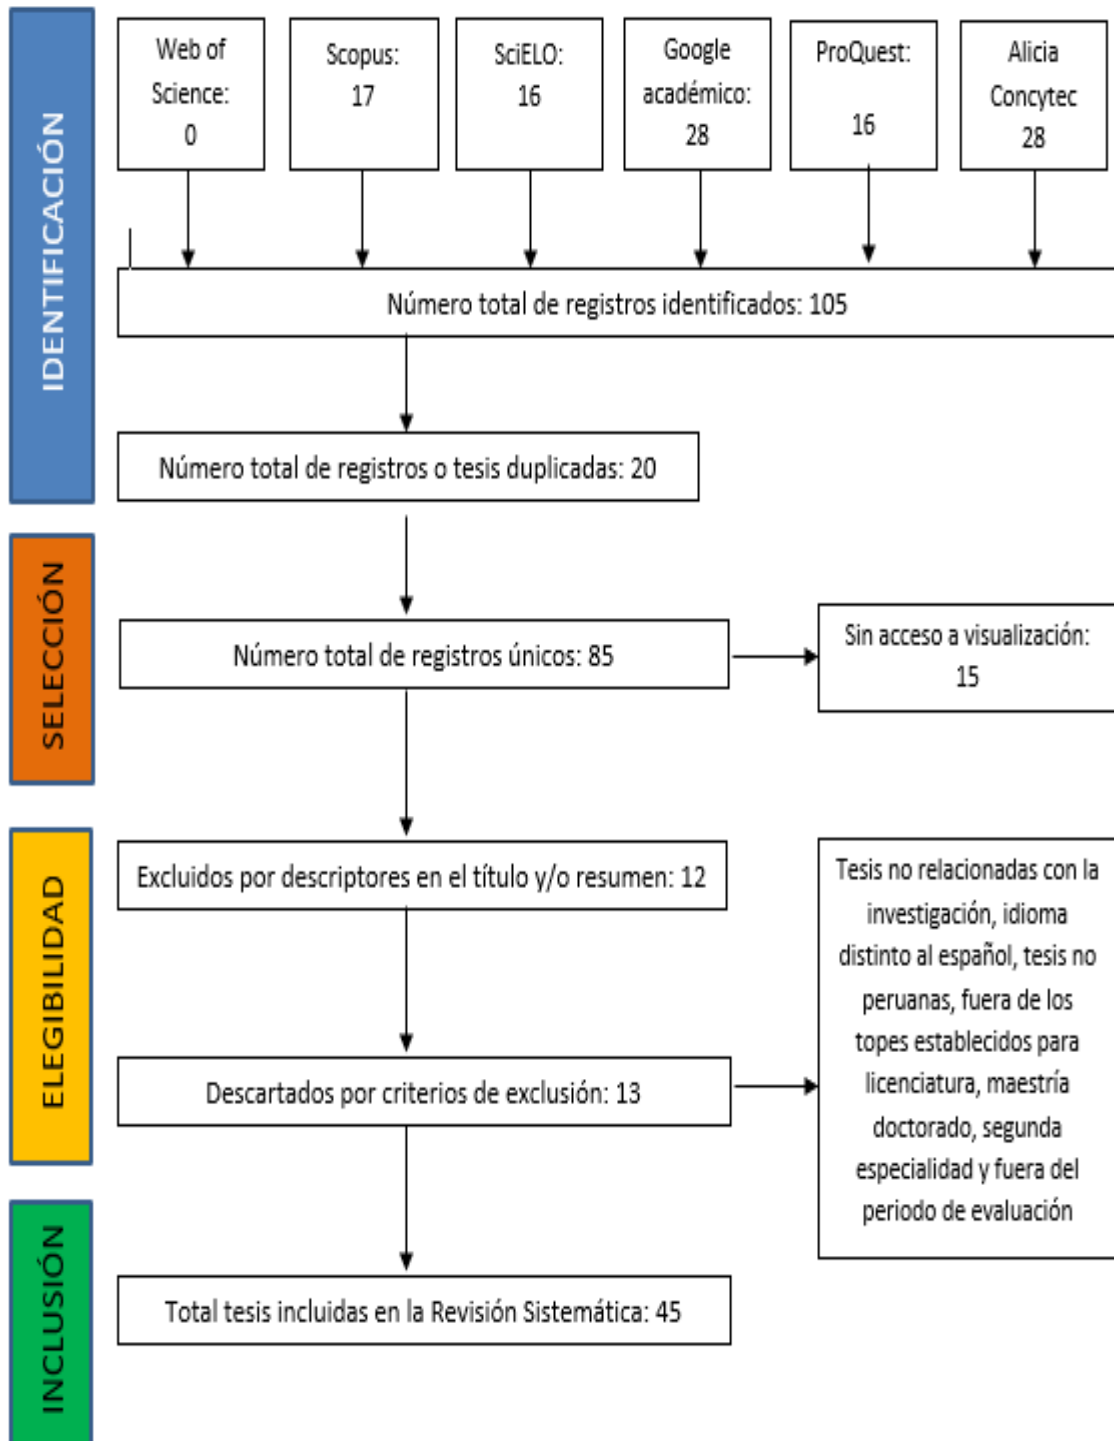 IDENTIFICACIÓN
Web of
Science:
0
Scopus:
17
SciELO:
16
Google
académico:
28
ProQuest:
16
Alicia
Concytec
28
Número total de registros identificados: 105
Número total de registros o tesis duplicadas: 20
SELECCIÓN
Número total de registros únicos: 85
Sin acceso a visualización:
15
ELEGIBILIDAD
Excluidos por descriptores en el título y/o resumen: 12
Descartados por criterios de exclusión: 13
Tesis no relacionadas con la
investigación, idioma
distinto al español, tesis no
peruanas, fuera de los
topes establecidos para
licenciatura, maestría
doctorado, segunda
especialidad y fuera del
periodo de evaluación
INCLUSIÓN
Total tesis incluidas en la Revisión Sistemática: 45